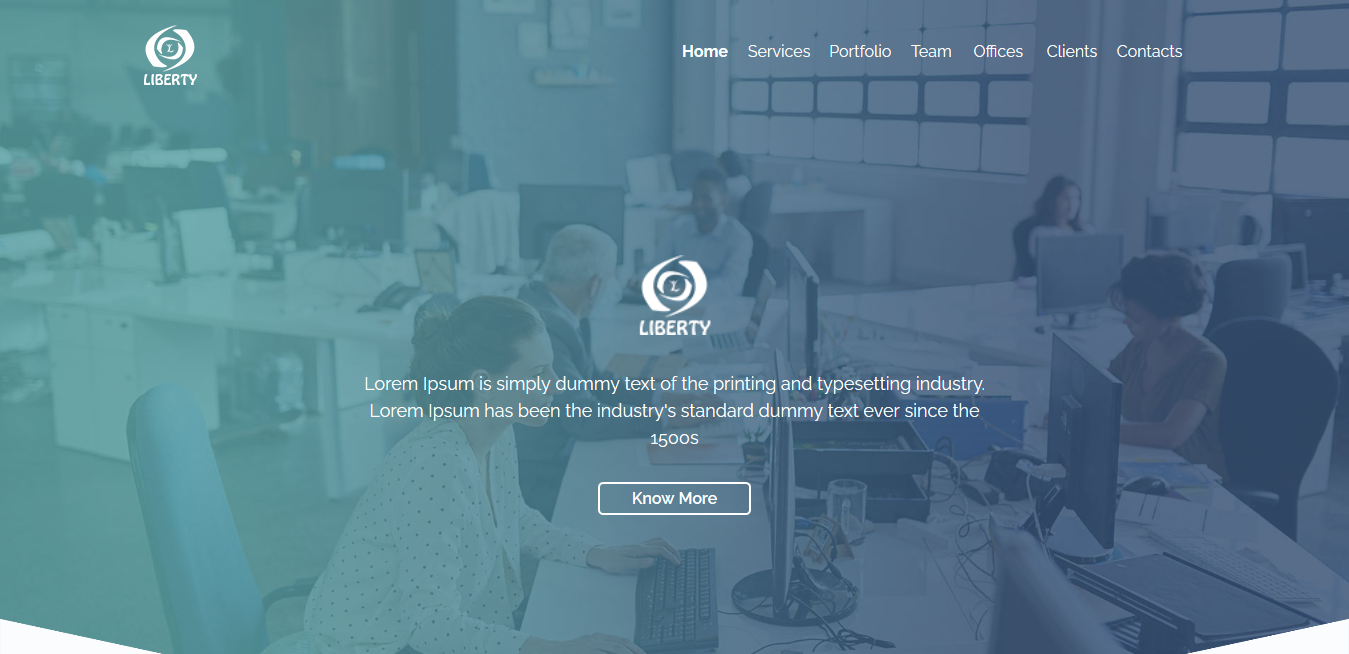 L
LIBERTY
Home Services Portfolio Team Offices Clients Contacts
L
LIBERTY
Lorem Ipsum is simply dummy text of the printing and typesetting industry.
Lorem Ipsum has been the industry's standard dummy text ever since the
1500s
Know More